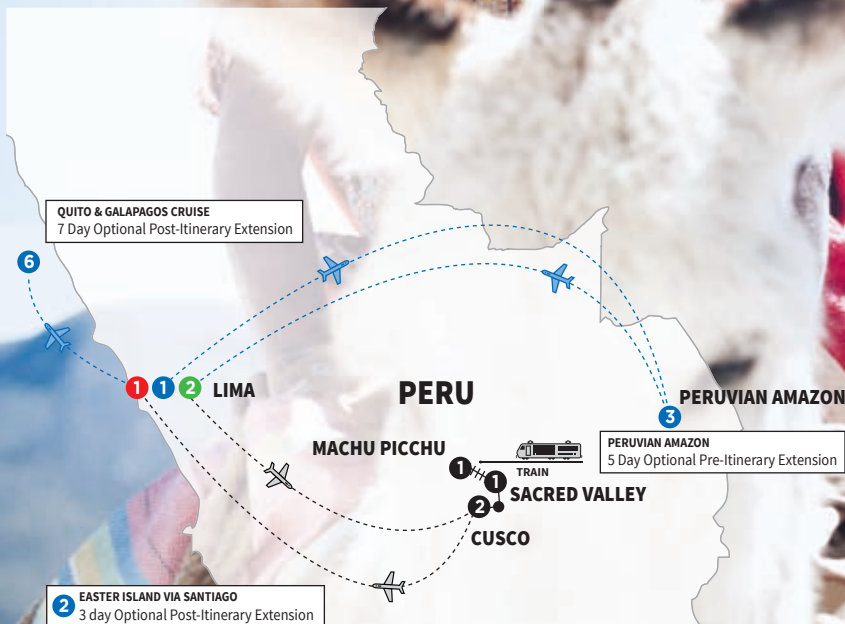 QUITO & GALAPAGOS CRUISE
7 Day Optional Post-Itinerary Extension
6
1 1 2 LIMA
PERU
PERUVIAN AMAZON
3
PERUVIAN AMAZON
5 Day Optional Pre-Itinerary Extension
MACHU PICCHU
1
TRAIN
1
SACRED VALLEY
2
CUSCO
2 EASTER ISLAND VIA SANTIAGO
3 day Optional Post-Itinerary Extension